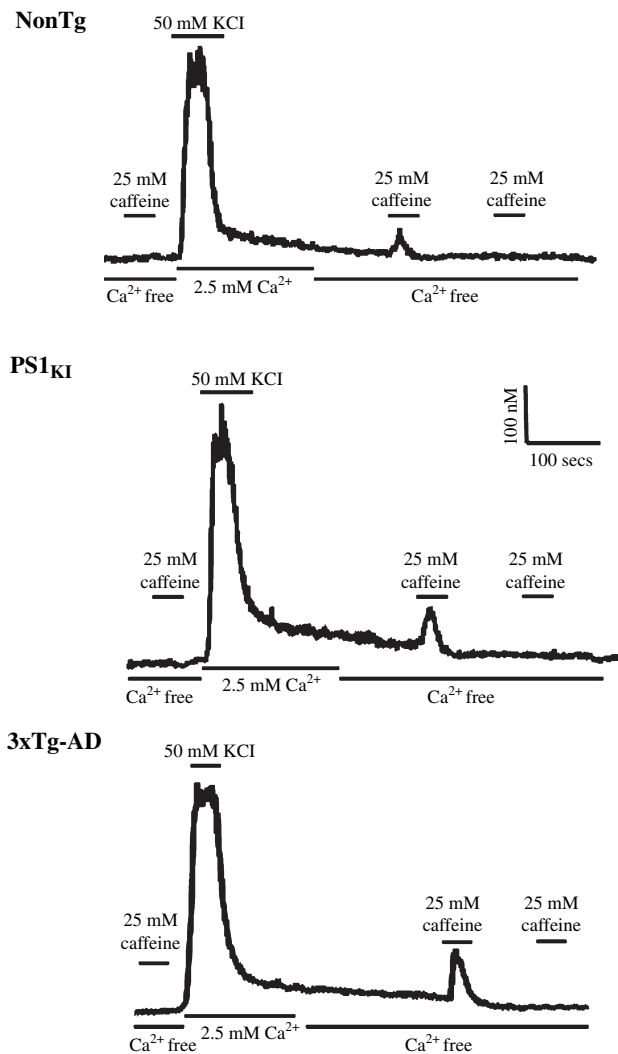 NonTg
50 mM KCl
25 mM
caffeine
25 mM
caffeine
25 mM
caffeine
Ca²⁺ free
2.5 mM Ca²⁺
Ca²⁺ free
PS1KI
50 mM KCl
100 nM
100 secs
25 mM
caffeine
25 mM
caffeine
25 mM
caffeine
Ca²⁺ free
2.5 mM Ca²⁺
Ca²⁺ free
3xTg-AD
50 mM KCl
25 mM
caffeine
25 mM
caffeine
25 mM
caffeine
Ca²⁺ free
2.5 mM Ca²⁺
Ca²⁺ free